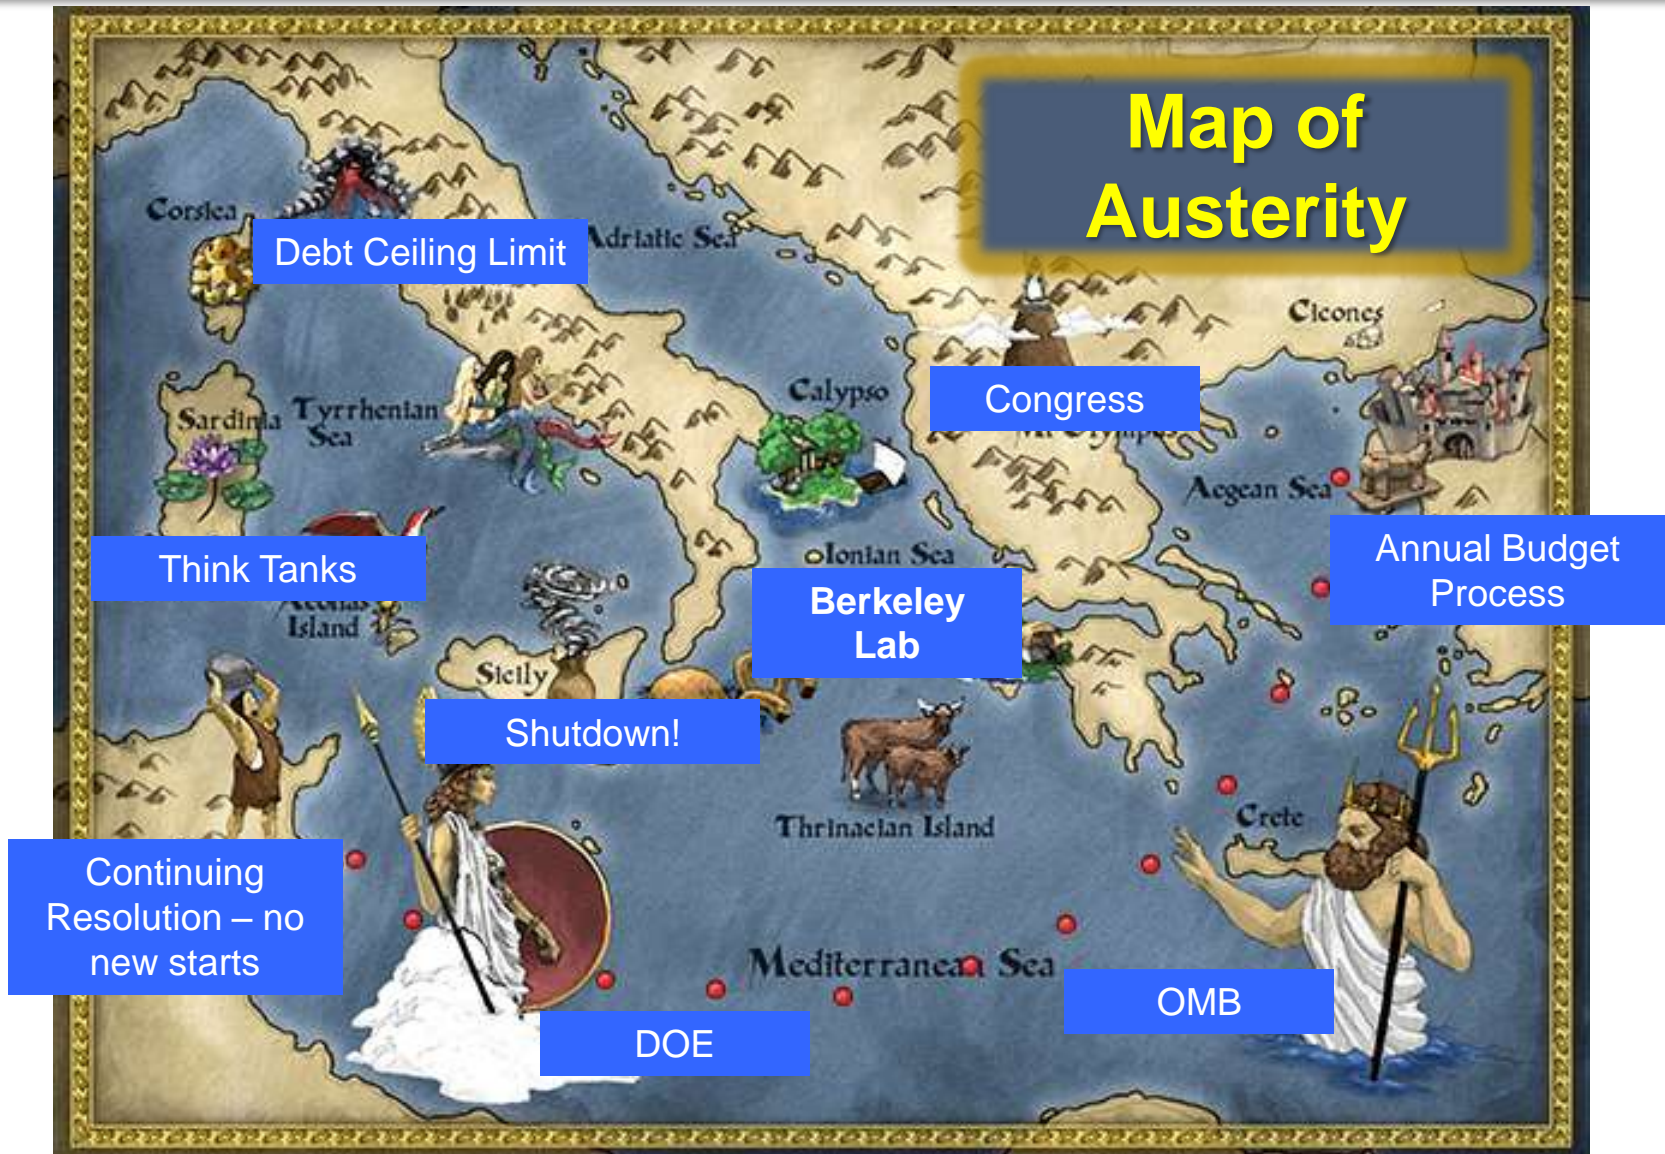 Map of
Austerity
Corsica
Debt Ceiling Limit
Adriatic Sea
Cicones
Congress
Calypso
Sardinia
Tyrrhenian
Sea
Aegean Sea
Ionian Sea
Annual Budget
Process
Think Tanks
Island
Berkeley
Lab
Sicily
Shutdown!
Thrinacian Island
Crete
Continuing
Resolution – no
new starts
Mediterranean Sea
OMB
DOE